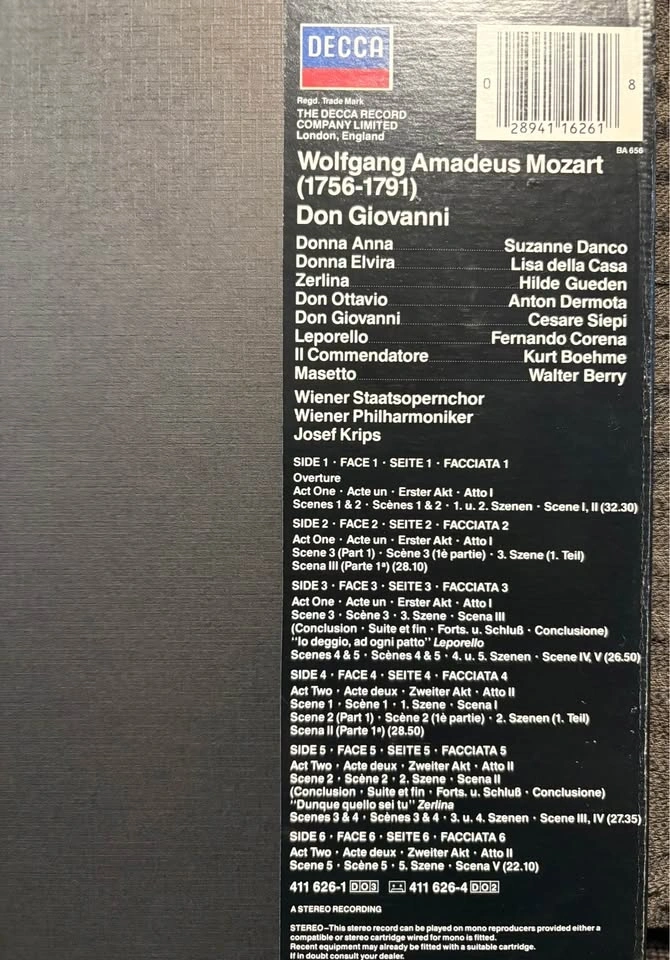 DECCA
0 28941 16261 8
Regd. Trade Mark
THE DECCA RECORD
COMPANY LIMITED
London, England
BA 656
Wolfgang Amadeus Mozart
(1756-1791)
Don Giovanni
Donna Anna Suzanne Danco
Donna Elvira Lisa della Casa
Zerlina Hilde Gueden
Don Ottavio Anton Dermota
Don Giovanni Cesare Siepi
Leporello Fernando Corena
Il Commendatore Kurt Boehme
Masetto Walter Berry
Wiener Staatsopernchor
Wiener Philharmoniker
Josef Krips
SIDE 1 · FACE 1 · SEITE 1 · FACCIATA 1
Overture
Act One · Acte un · Erster Akt · Atto I
Scenes 1 & 2 · Scènes 1 & 2 · 1. u. 2. Szenen · Scene I, II (32.30)
SIDE 2 · FACE 2 · SEITE 2 · FACCIATA 2
Act One · Acte un · Erster Akt · Atto I
Scene 3 (Part 1) · Scène 3 (1è partie) · 3. Szene (1. Teil)
Scena III (Parte 1ª) (28.10)
SIDE 3 · FACE 3 · SEITE 3 · FACCIATA 3
Act One · Acte un · Erster Akt · Atto I
Scene 3 · Scène 3 · 3. Szene · Scena III
(Conclusion · Suite et fin · Forts. u. Schluß · Conclusione)
"Io deggio, ad ogni patto" Leporello
Scenes 4 & 5 · Scènes 4 & 5 · 4. u. 5. Szenen · Scene IV, V (26.50)
SIDE 4 · FACE 4 · SEITE 4 · FACCIATA 4
Act Two · Acte deux · Zweiter Akt · Atto II
Scene 1 · Scène 1 · 1. Szene · Scena I
Scene 2 (Part 1) · Scène 2 (1è partie) · 2. Szenen (1. Teil)
Scena II (Parte 1ª) (28.50)
SIDE 5 · FACE 5 · SEITE 5 · FACCIATA 5
Act Two · Acte deux · Zweiter Akt · Atto II
Scene 2 · Scène 2 · 2. Szene · Scena II
(Conclusion · Suite et fin · Forts. u. Schluß · Conclusione)
"Dunque quello sei tu" Zerlina
Scenes 3 & 4 · Scènes 3 & 4 · 3. u. 4. Szenen · Scene III, IV (27.35)
SIDE 6 · FACE 6 · SEITE 6 · FACCIATA 6
Act Two · Acte deux · Zweiter Akt · Atto II
Scene 5 · Scène 5 · 5. Szene · Scena V (22.10)
411 626-1 DO3 411 626-4 DO2
A STEREO RECORDING
STEREO–This stereo record can be played on mono reproducers provided either a
compatible or stereo cartridge wired for mono is fitted.
Recent equipment may already be fitted with a suitable cartridge.
If in doubt consult your dealer.